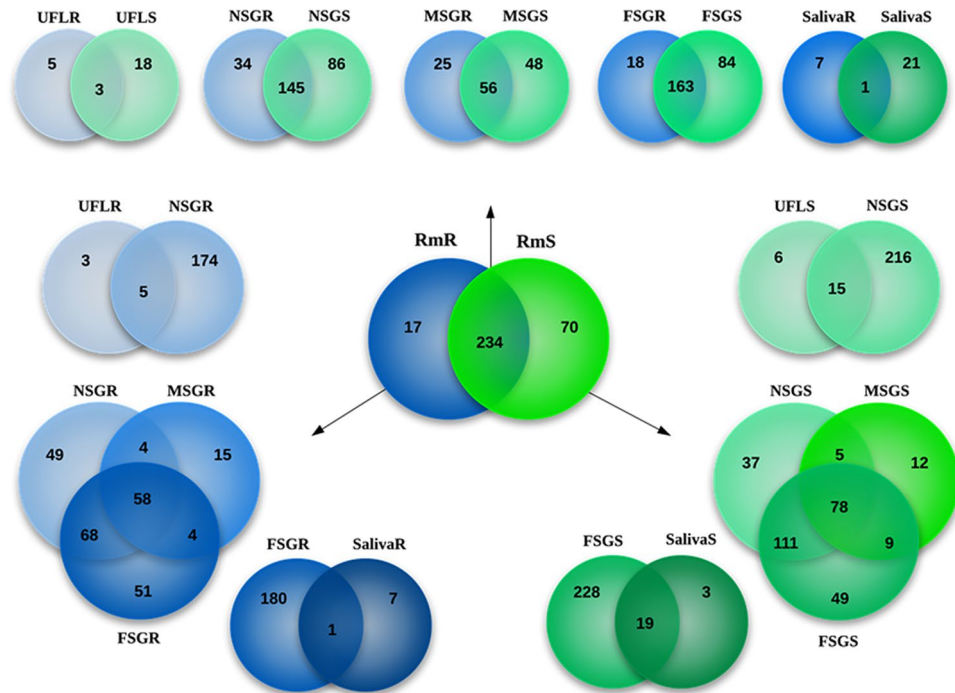 UFLR UFLS
5 3 18
NSGR NSGS
34 145 86
MSGR MSGS
25 56 48
FSGR FSGS
18 163 84
SalivaR SalivaS
7 1 21
UFLR NSGR
3 5 174
RmR RmS
17 234 70
UFLS NSGS
6 15 216
NSGR MSGR
49 4 15
58
68 4
51
FSGR
FSGR SalivaR
180 1 7
FSGS SalivaS
228 19 3
NSGS MSGS
37 5 12
78
111 9
49
FSGS